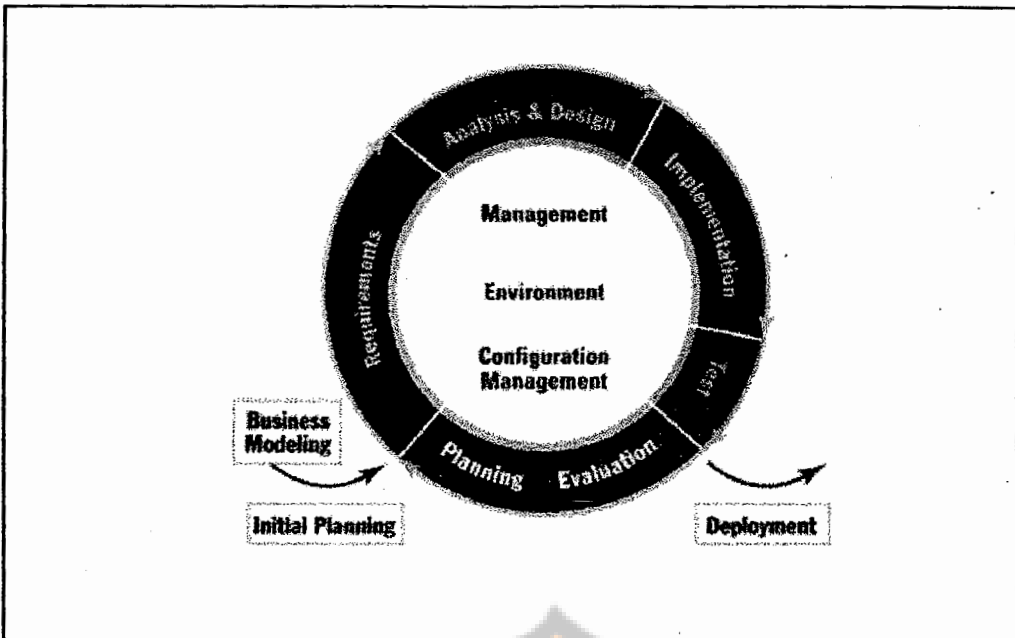 Analysis & Design
Implementation
Management
Requirements
Environment
Configuration
Management
Test
Business
Modeling
Planning Evaluation
Initial Planning
Deployment